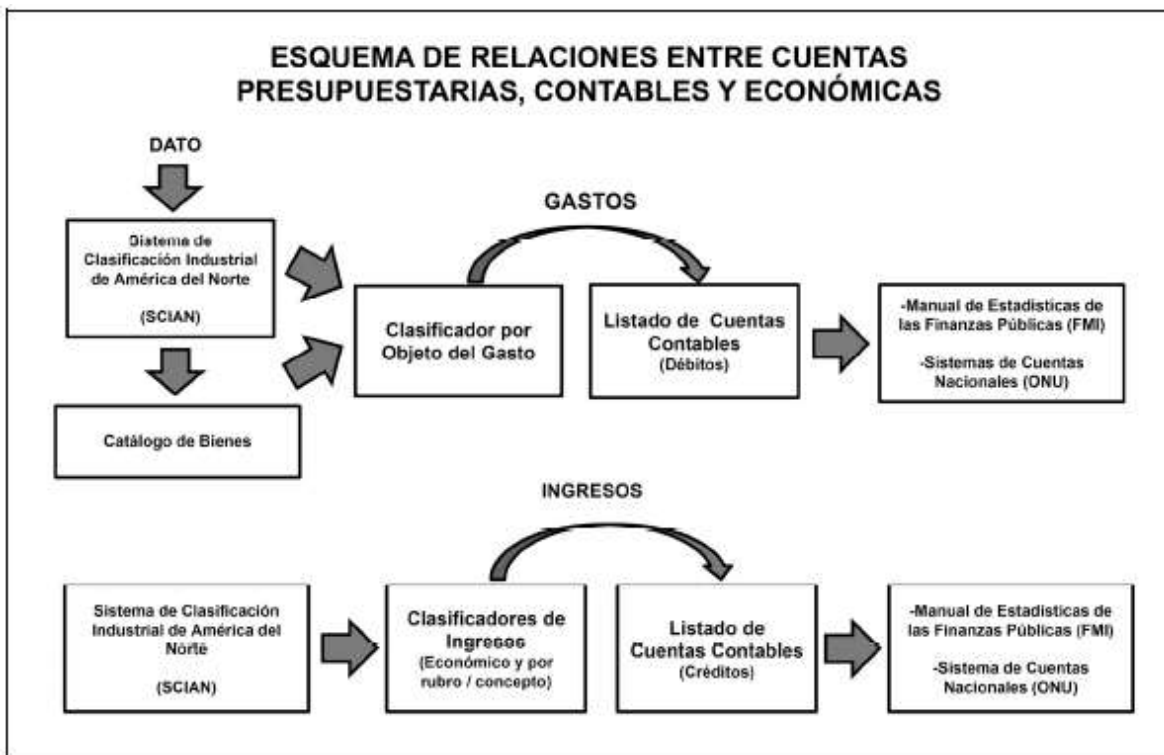 ESQUEMA DE RELACIONES ENTRE CUENTAS
PRESUPUESTARIAS, CONTABLES Y ECONÓMICAS
DATO
GASTOS
Sistema de
Clasificación Industrial
de América del Norte
(SCIAN)
Clasificador por
Objeto del Gasto
Listado de Cuentas
Contables
(Débitos)
-Manual de Estadísticas de
las Finanzas Públicas (FMI)
-Sistemas de Cuentas
Nacionales (ONU)
Catálogo de Bienes
INGRESOS
Sistema de Clasificación
Industrial de América del
Norte
(SCIAN)
Clasificadores de
Ingresos
(Económico y por
rubro / concepto)
Listado de
Cuentas Contables
(Créditos)
-Manual de Estadísticas de
las Finanzas Públicas (FMI)
-Sistema de Cuentas
Nacionales (ONU)